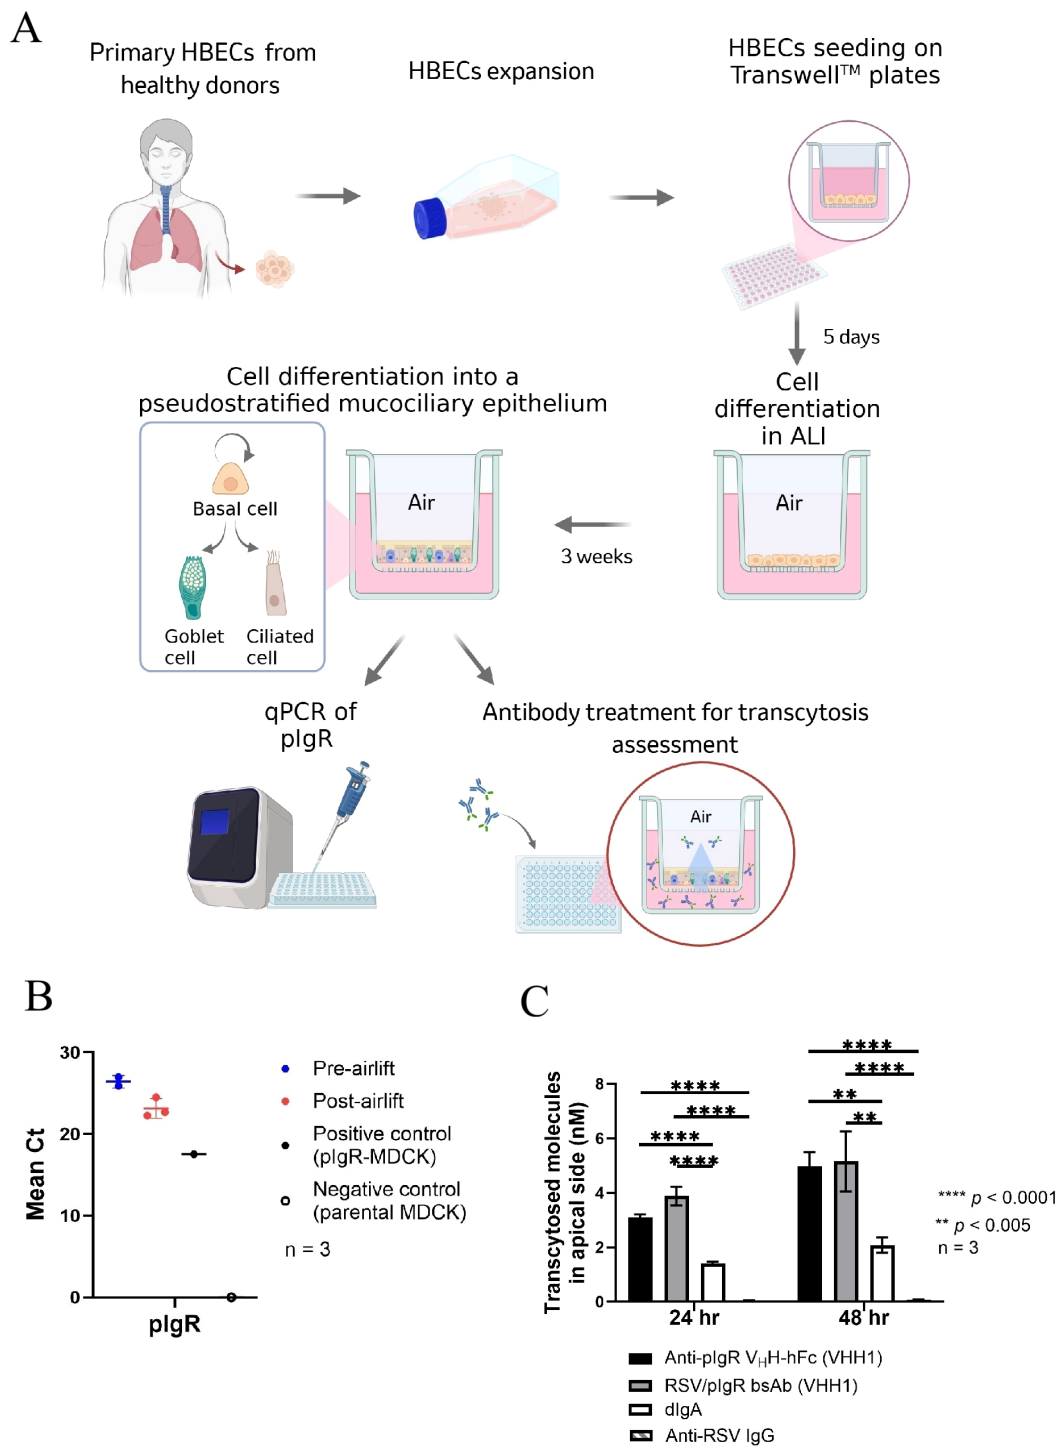 A
Primary HBECs from
healthy donors
HBECs expansion
HBECs seeding on
Transwell™ plates
5 days
Cell
differentiation
in ALI
Air
3 weeks
Cell differentiation into a
pseudostratified mucociliary epithelium
Air
Basal cell
Goblet
cell
Ciliated
cell
qPCR of
pIgR
Antibody treatment for transcytosis
assessment
Air
B
Mean Ct
30
20
10
0
pIgR
Pre-airlift
Post-airlift
Positive control
(pIgR-MDCK)
Negative control
(parental MDCK)
n = 3
C
Transcytosed molecules
in apical side (nM)
8
6
4
2
0
****
****
****
****
****
****
**
**
24 hr
48 hr
**** p < 0.0001
** p < 0.005
n = 3
Anti-pIgR VHH-hFc (VHH1)
RSV/pIgR bsAb (VHH1)
dIgA
Anti-RSV IgG